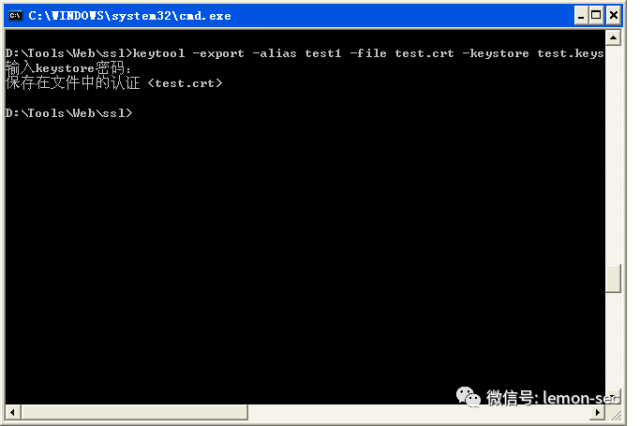 C:\WINDOWS\system32\cmd.exe
D:\Tools\Web\ssl>keytool -export -alias test1 -file test.crt -keystore test.keys
输入keystore密码:
保存在文件中的认证 <test.crt>
D:\Tools\Web\ssl>
微信号: lemon-sec